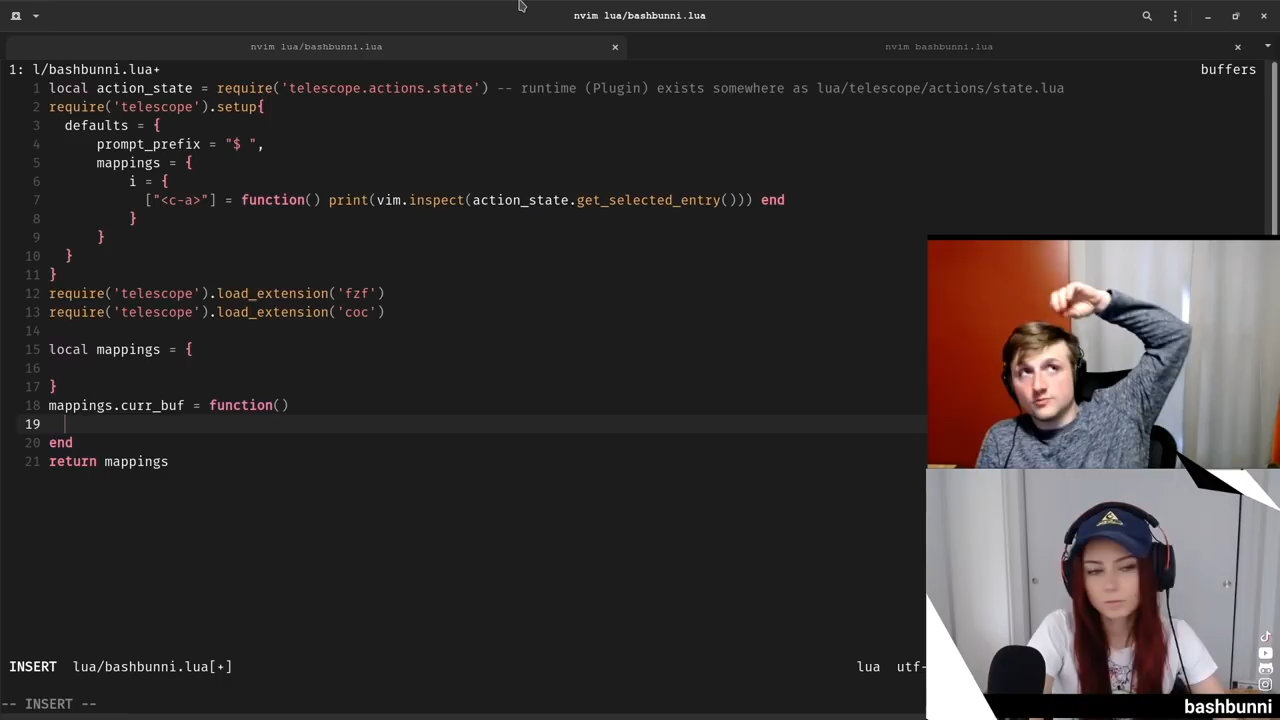 nvim lua/bashbunni.lua
nvim lua/bashbunni.lua
nvim bashbunni.lua
1: l/bashbunni.lua+ buffers
1 local action_state = require('telescope.actions.state') -- runtime (Plugin) exists somewhere as lua/telescope/actions/state.lua
2 require('telescope').setup{
3 defaults = {
4 prompt_prefix = "$ ",
5 mappings = {
6 i = {
7 ["<c-a>"] = function() print(vim.inspect(action_state.get_selected_entry())) end
8 }
9 }
10 }
11 }
12 require('telescope').load_extension('fzf')
13 require('telescope').load_extension('coc')
14
15 local mappings = {
16
17 }
18 mappings.curr_buf = function()
19
20 end
21 return mappings
INSERT lua/bashbunni.lua[+] lua utf-
-- INSERT --
bashbunni